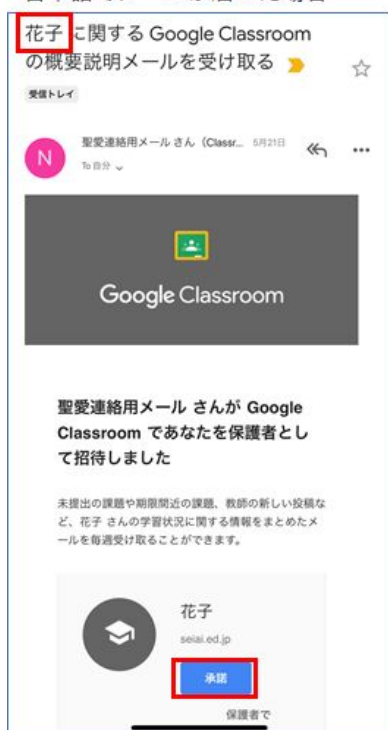 花子 に関する Google Classroom
の概要説明メールを受け取る
受信トレイ
聖愛連絡用メール さん（Classr... 5月21日
N
To 自分
Google Classroom
聖愛連絡用メール さんが Google
Classroom であなたを保護者とし
て招待しました
未提出の課題や期限間近の課題、教師の新しい投稿な
ど、花子 さんの学習状況に関する情報をまとめたメ
ールを毎週受け取ることができます。
花子
seiai.ed.jp
承諾
保護者で